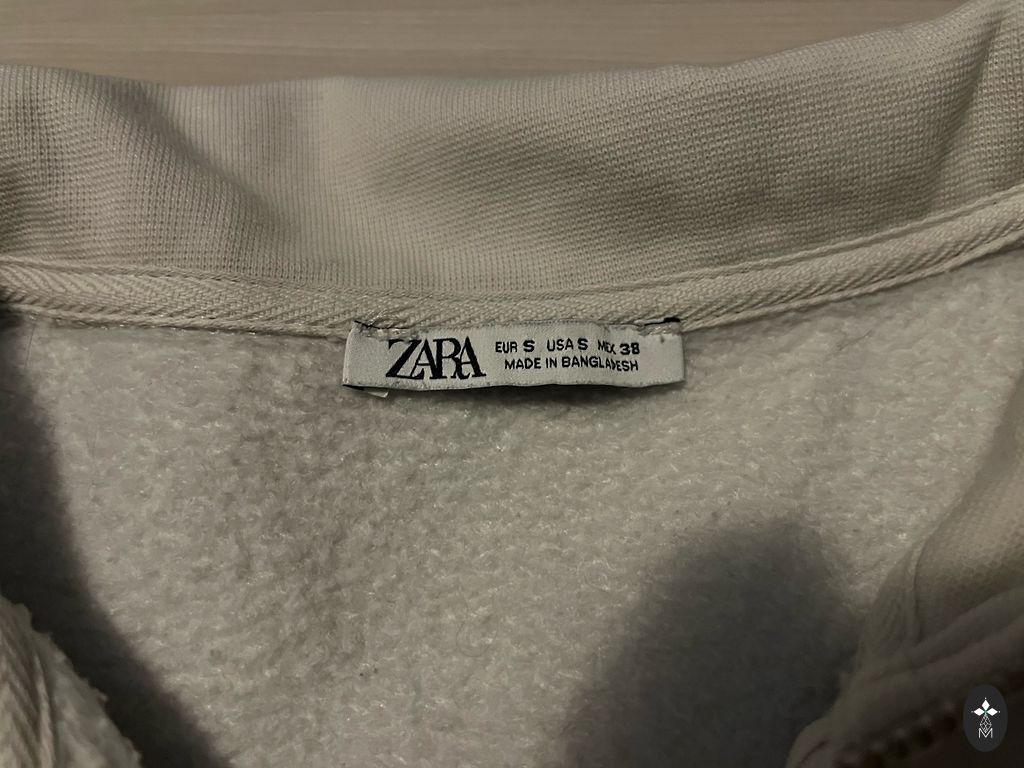 ZARA
EUR S USA S MEX 38
MADE IN BANGLADESH
M